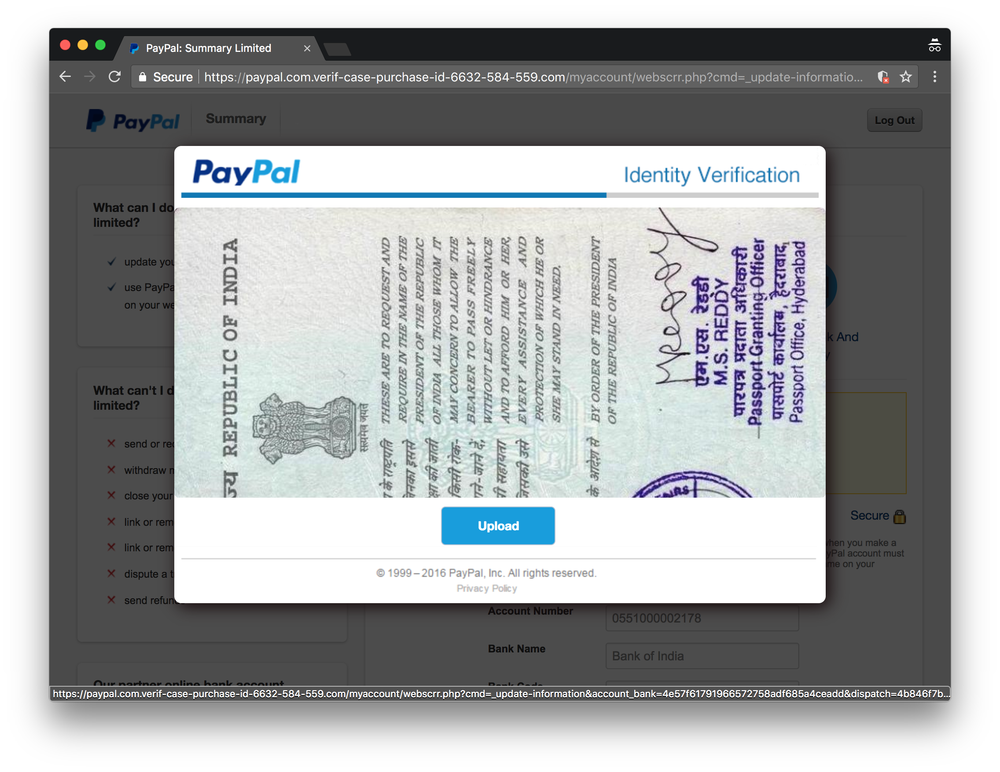 PayPal: Summary Limited
Secure
https://paypal.com.verif-case-purchase-id-6632-584-559.com/myaccount/webscrr.php?cmd=_update-informatio...
PayPal
Summary
Log Out
PayPal
Identity Verification
What can I do
limited?
update you
use PayPa
on your we
What can't I d
limited?
send or rec
withdraw m
close your
link or rem
link or rem
dispute a t
send refun
Our partner online bank account
REPUBLIC OF INDIA
सत्यमेव जयते
THESE ARE TO REQUEST AND
REQUIRE IN THE NAME OF THE
PRESIDENT OF THE REPUBLIC
OF INDIA ALL THOSE WHOM IT
MAY CONCERN TO ALLOW THE
BEARER TO PASS FREELY
WITHOUT LET OR HINDRANCE
AND TO AFFORD HIM OR HER,
EVERY ASSISTANCE AND
PROTECTION OF WHICH HE OR
SHE MAY STAND IN NEED.
BY ORDER OF THE PRESIDENT
OF THE REPUBLIC OF INDIA
के राष्ट्रपति
इससे
की जाती
किसी रोक-
जाने दें,
सहायता
उसे
के आदेश से
एम.एस. रेड्डी
M.S. REDDY
पारपत्र प्रदाता अधिकारी
Passport Granting Officer
पासपोर्ट कार्यालय, हैदराबाद
Passport Office, Hyderabad
Upload
© 1999–2016 PayPal, Inc. All rights reserved.
Privacy Policy
k And
y
Secure
when you make a
yPal account must
me on your
Account Number
0551000002178
Bank Name
Bank of India
Bank Code
https://paypal.com.verif-case-purchase-id-6632-584-559.com/myaccount/webscrr.php?cmd=_update-information&account_bank=4e57f61791966572758adf685a4ceadd&dispatch=4b846f7b...